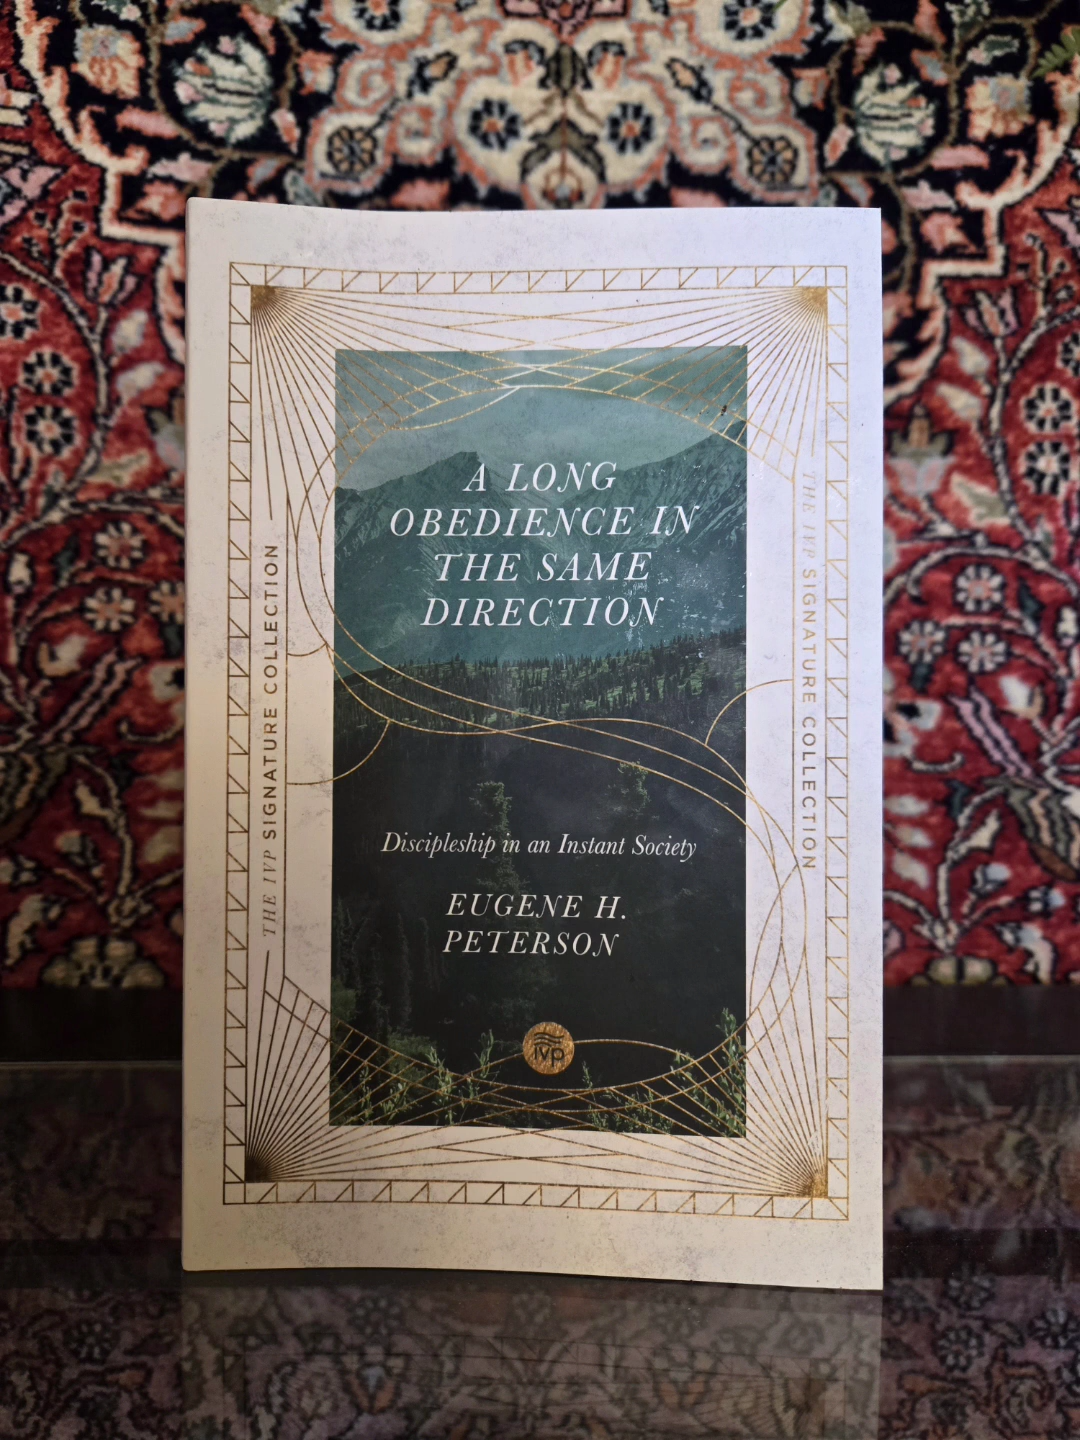 A LONG
OBEDIENCE IN
THE SAME
DIRECTION
Discipleship in an Instant Society
EUGENE H.
PETERSON
ivp
THE IVP SIGNATURE COLLECTION
THE IVP SIGNATURE COLLECTION